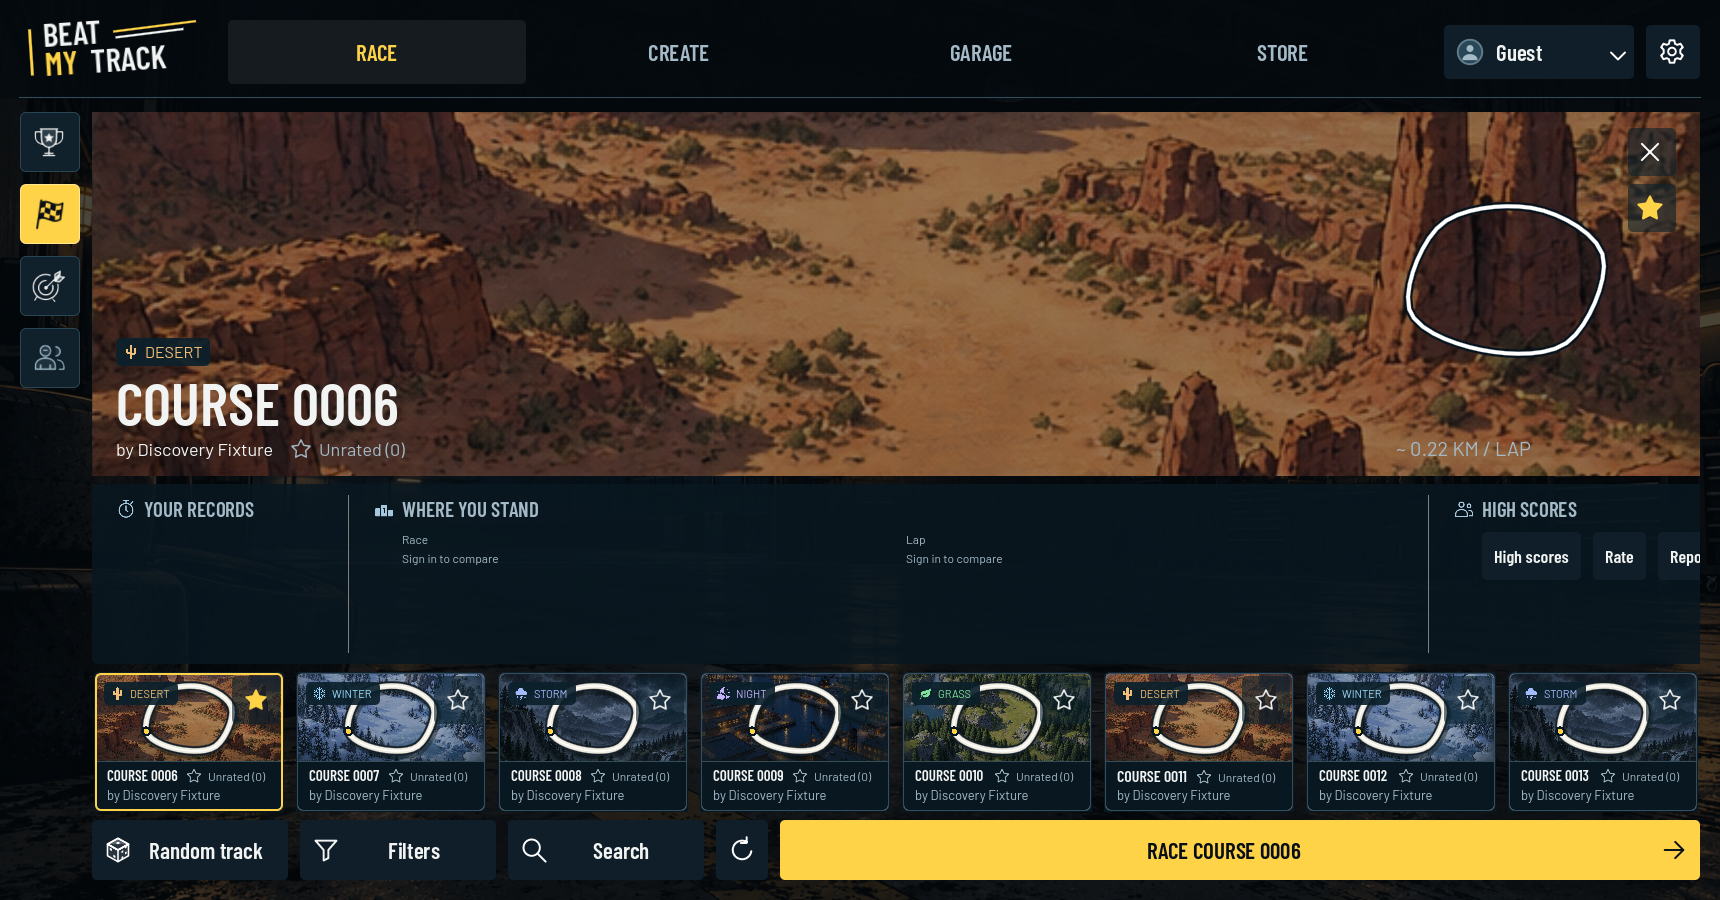 BEAT
MY TRACK
RACE
CREATE
GARAGE
STORE
Guest
DESERT
COURSE 0006
by Discovery Fixture
Unrated (0)
~ 0.22 KM / LAP
YOUR RECORDS
WHERE YOU STAND
Race
Sign in to compare
Lap
Sign in to compare
HIGH SCORES
High scores
Rate
Repo
DESERT
COURSE 0006
Unrated (0)
by Discovery Fixture
WINTER
COURSE 0007
Unrated (0)
by Discovery Fixture
STORM
COURSE 0008
Unrated (0)
by Discovery Fixture
NIGHT
COURSE 0009
Unrated (0)
by Discovery Fixture
GRASS
COURSE 0010
Unrated (0)
by Discovery Fixture
DESERT
COURSE 0011
Unrated (0)
by Discovery Fixture
WINTER
COURSE 0012
Unrated (0)
by Discovery Fixture
STORM
COURSE 0013
Unrated (0)
by Discovery Fixture
Random track
Filters
Search
RACE COURSE 0006